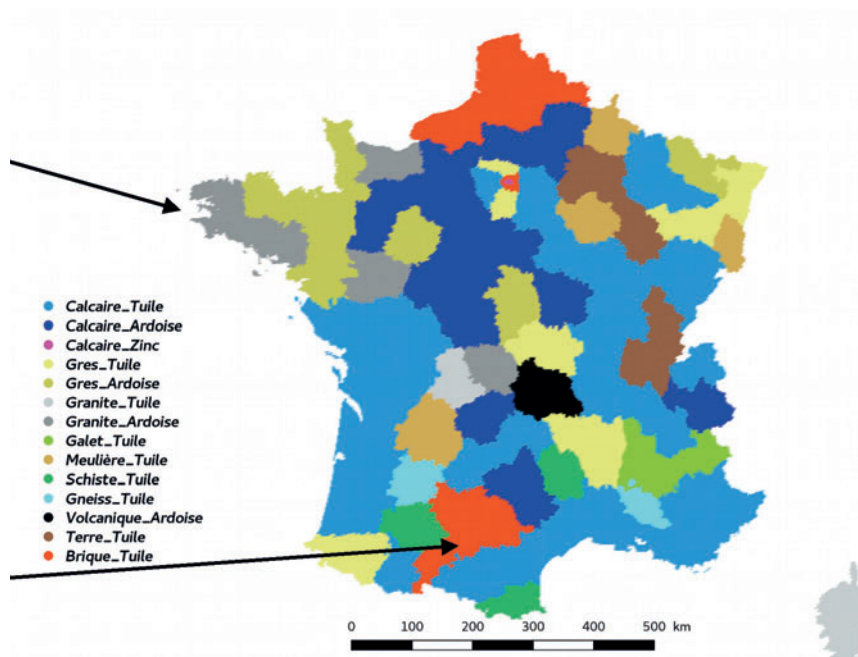 Calcaire_Tuile
Calcaire_Ardoise
Calcaire_Zinc
Gres_Tuile
Gres_Ardoise
Granite_Tuile
Granite_Ardoise
Galet_Tuile
Meulière_Tuile
Schiste_Tuile
Gneiss_Tuile
Volcanique_Ardoise
Terre_Tuile
Brique_Tuile
0 100 200 300 400 500 km